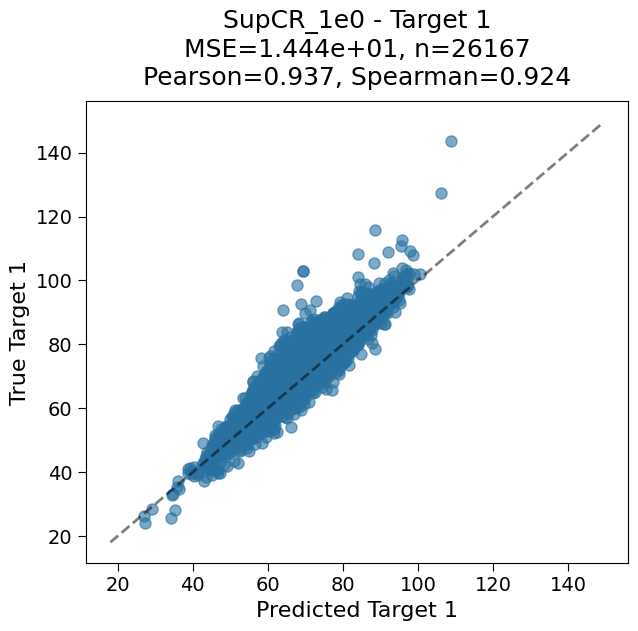 SupCR_1e0 - Target 1
MSE=1.444e+01, n=26167
Pearson=0.937, Spearman=0.924
140
120
100
80
60
40
20
True Target 1
20
40
60
80
100
120
140
Predicted Target 1